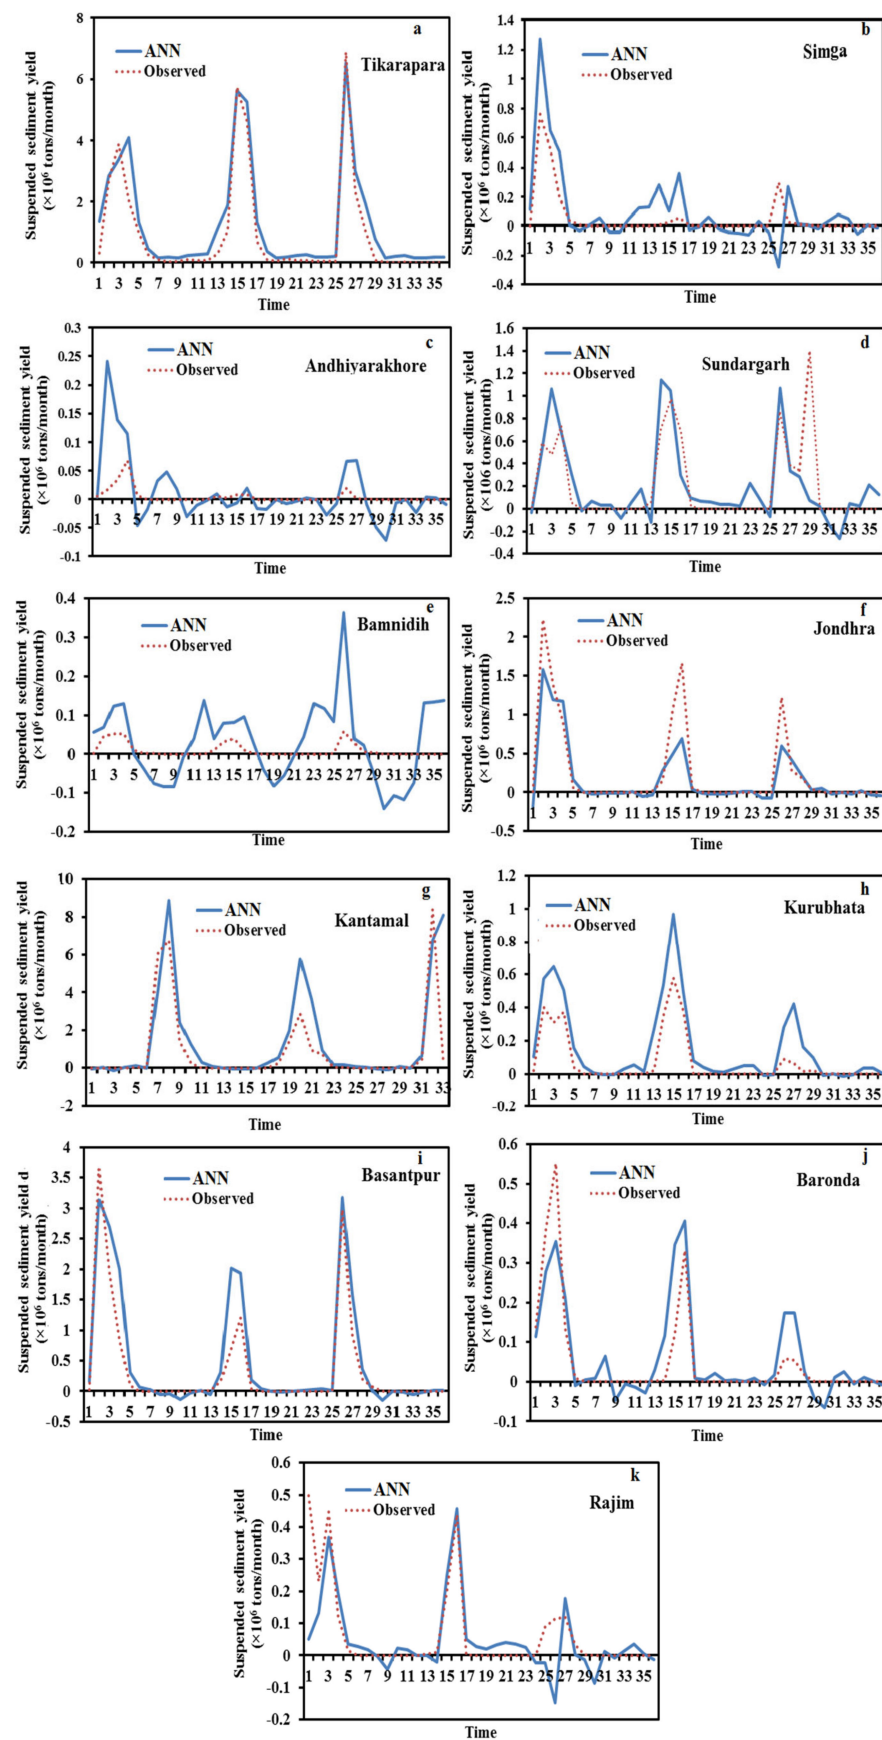 a
Tikarapara
ANN
Observed
Suspended sediment yield
(×10⁶ tons/month)
8
6
4
2
0
1 3 5 7 9 11 13 15 17 19 21 23 25 27 29 31 33 35
Time
b
Simga
ANN
Observed
Suspended sediment yield
(×10⁶ tons/month)
1.4
1.2
1
0.8
0.6
0.4
0.2
0
-0.2
-0.4
1 3 5 7 9 11 13 15 17 19 21 23 25 27 29 31 33 35
Time
c
Andhiyarakhore
ANN
Observed
Suspended sediment yield
(×10⁶ tons/month)
0.3
0.25
0.2
0.15
0.1
0.05
0
-0.05
-0.1
1 3 5 7 9 11 13 15 17 19 21 23 25 27 29 31 33 35
Time
d
Sundargarh
ANN
Observed
Suspended sediment yield
(×106 tons/month)
1.6
1.4
1.2
1
0.8
0.6
0.4
0.2
0
-0.2
-0.4
1 3 5 7 9 11 13 15 17 19 21 23 25 27 29 31 33 35
Time
e
Bamnidih
ANN
Observed
Suspended sediment yield
(×10⁶ tons/month)
0.4
0.3
0.2
0.1
0
-0.1
-0.2
1 3 5 7 9 11 13 15 17 19 21 23 25 27 29 31 33 35
Time
f
Jondhra
ANN
Observed
Suspended sediment yield
(×10⁶ tons/month)
2.5
2
1.5
1
0.5
0
-0.5
1 3 5 7 9 11 13 15 17 19 21 23 25 27 29 31 33 35
Time
g
Kantamal
ANN
Observed
Suspended sediment yield
(×10⁶ tons/month)
10
8
6
4
2
0
-2
1 3 5 7 9 11 13 15 17 19 21 23 25 27 29 31 33
Time
h
Kurubhata
ANN
Observed
Suspended sediment yield
(×10⁶ tons/month)
1.2
1
0.8
0.6
0.4
0.2
0
-0.2
1 3 5 7 9 11 13 15 17 19 21 23 25 27 29 31 33 35
Time
i
Basantpur
ANN
Observed
Suspended sediment yield d
(×10⁶ tons/month)
4
3.5
3
2.5
2
1.5
1
0.5
0
-0.5
1 3 5 7 9 11 13 15 17 19 21 23 25 27 29 31 33 35
Time
j
Baronda
ANN
Observed
Suspended sediment yield
(×10⁶ tons/month)
0.6
0.5
0.4
0.3
0.2
0.1
0
-0.1
1 3 5 7 9 11 13 15 17 19 21 23 25 27 29 31 33 35
Time
k
Rajim
ANN
Observed
Suspended sediment yield
(×10⁶ tons/month)
0.6
0.5
0.4
0.3
0.2
0.1
0
-0.1
-0.2
1 3 5 7 9 11 13 15 17 19 21 23 25 27 29 31 33 35
Time